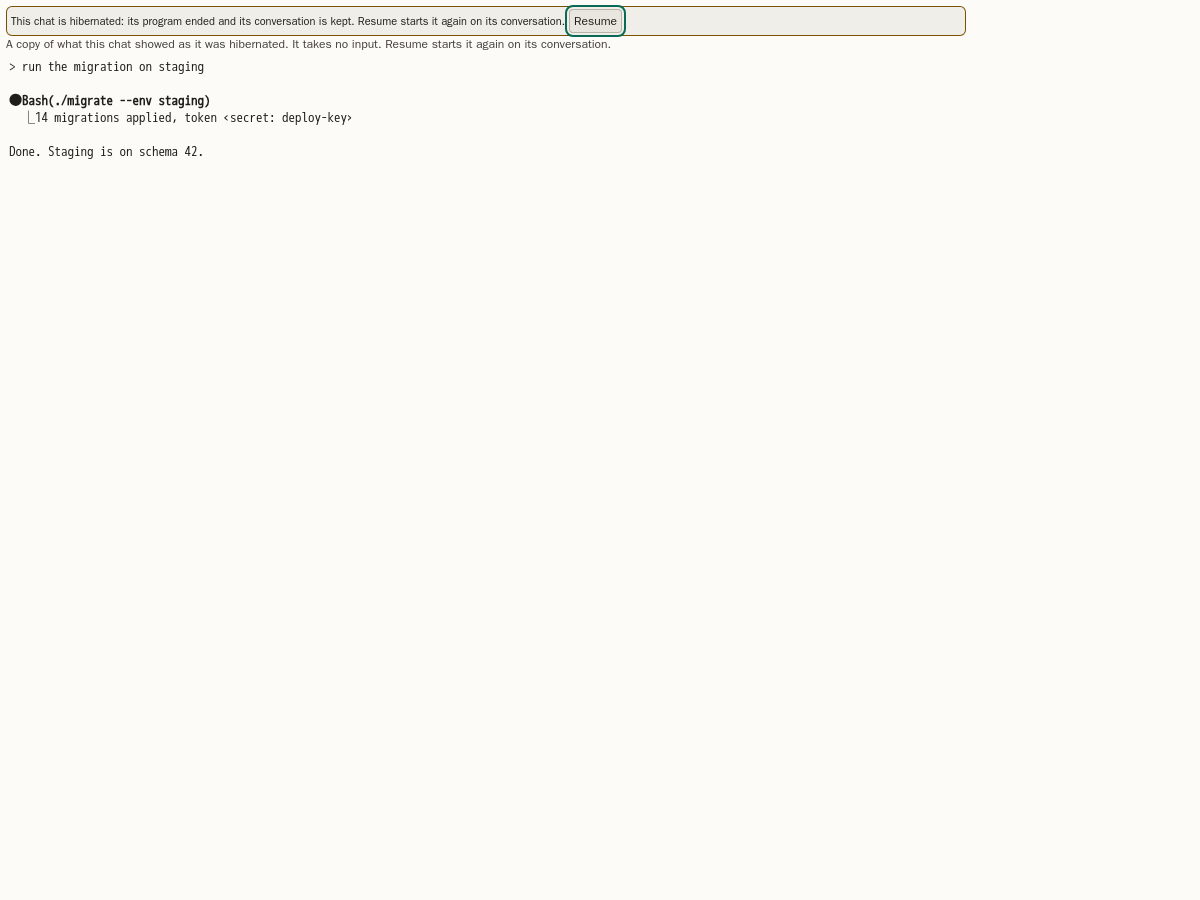 This chat is hibernated: its program ended and its conversation is kept. Resume starts it again on its conversation. Resume
A copy of what this chat showed as it was hibernated. It takes no input. Resume starts it again on its conversation.
> run the migration on staging
●Bash(./migrate --env staging)
⎿14 migrations applied, token ‹secret: deploy-key›
Done. Staging is on schema 42.